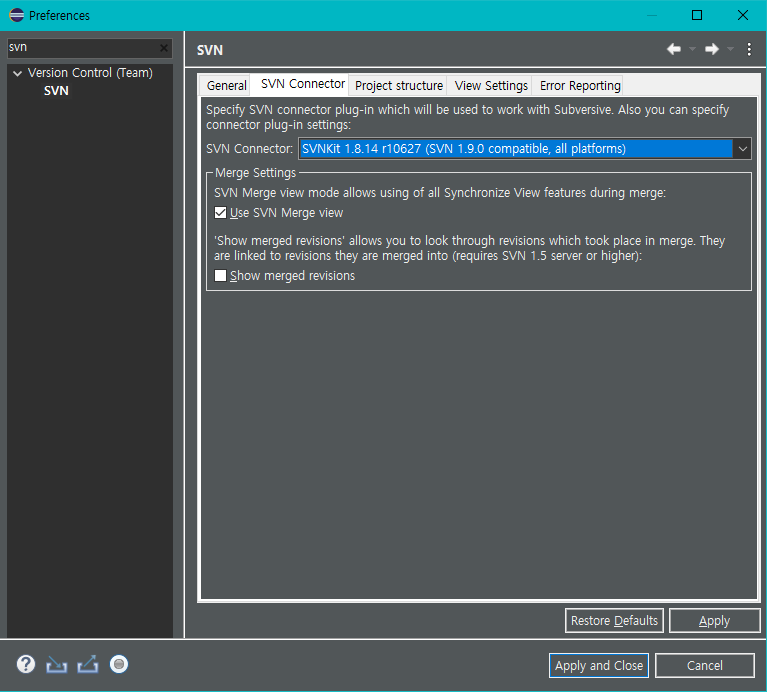 Preferences
svn
Version Control (Team)
SVN
SVN
General SVN Connector Project structure View Settings Error Reporting
Specify SVN connector plug-in which will be used to work with Subversive. Also you can specify
connector plug-in settings:
SVN Connector: SVNKit 1.8.14 r10627 (SVN 1.9.0 compatible, all platforms)
Merge Settings
SVN Merge view mode allows using of all Synchronize View features during merge:
Use SVN Merge view
'Show merged revisions' allows you to look through revisions which took place in merge. They
are linked to revisions they are merged into (requires SVN 1.5 server or higher):
Show merged revisions
Restore Defaults Apply
Apply and Close Cancel